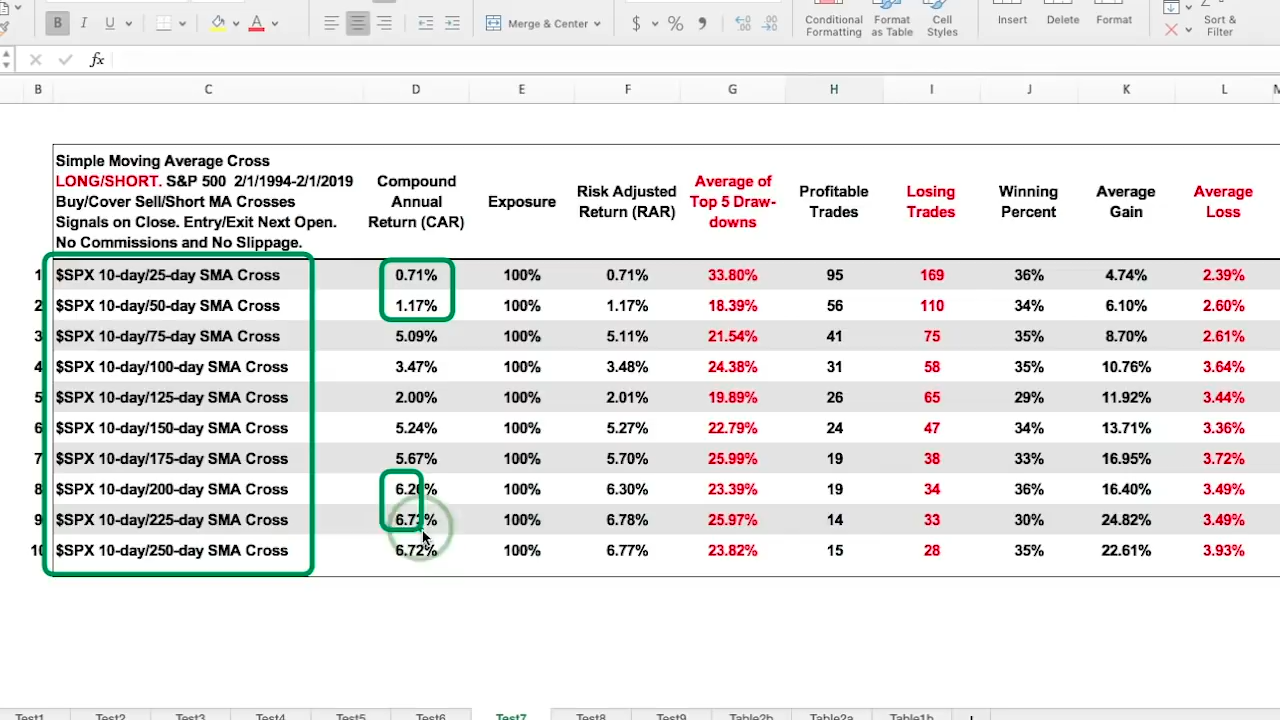 B I U
Merge & Center
$ % 9
Conditional Formatting
Format as Table
Cell Styles
Insert
Delete
Format
Sort & Filter
fx
B C D E F G H I J K L
Simple Moving Average Cross
LONG/SHORT. S&P 500 2/1/1994-2/1/2019
Buy/Cover Sell/Short MA Crosses
Signals on Close. Entry/Exit Next Open.
No Commissions and No Slippage.
Compound Annual Return (CAR)
Exposure
Risk Adjusted Return (RAR)
Average of Top 5 Draw-downs
Profitable Trades
Losing Trades
Winning Percent
Average Gain
Average Loss
1 $SPX 10-day/25-day SMA Cross 0.71% 100% 0.71% 33.80% 95 169 36% 4.74% 2.39%
2 $SPX 10-day/50-day SMA Cross 1.17% 100% 1.17% 18.39% 56 110 34% 6.10% 2.60%
3 $SPX 10-day/75-day SMA Cross 5.09% 100% 5.11% 21.54% 41 75 35% 8.70% 2.61%
4 $SPX 10-day/100-day SMA Cross 3.47% 100% 3.48% 24.38% 31 58 35% 10.76% 3.64%
5 $SPX 10-day/125-day SMA Cross 2.00% 100% 2.01% 19.89% 26 65 29% 11.92% 3.44%
6 $SPX 10-day/150-day SMA Cross 5.24% 100% 5.27% 22.79% 24 47 34% 13.71% 3.36%
7 $SPX 10-day/175-day SMA Cross 5.67% 100% 5.70% 25.99% 19 38 33% 16.95% 3.72%
8 $SPX 10-day/200-day SMA Cross 100% 6.30% 23.39% 19 34 36% 16.40% 3.49%
9 $SPX 10-day/225-day SMA Cross 6.73% 100% 6.78% 25.97% 14 33 30% 24.82% 3.49%
10 $SPX 10-day/250-day SMA Cross 6.72% 100% 6.77% 23.82% 15 28 35% 22.61% 3.93%
Test1 Test2 Test3 Test4 Test5 Test6 Test7 Test8 Test9 Table2b Table2a Table1b +